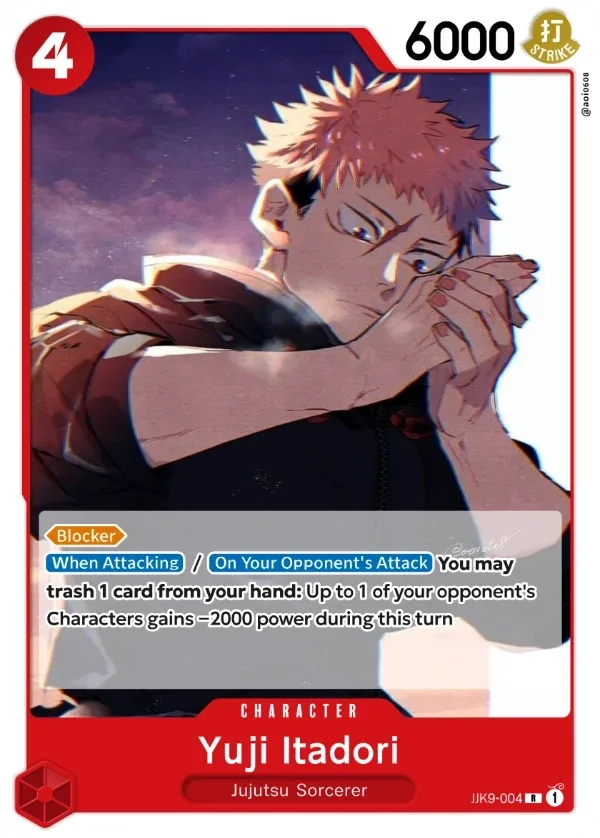 4
6000
打
STRIKE
@aoi0608
Blocker
When Attacking / On Your Opponent's Attack You may
trash 1 card from your hand: Up to 1 of your opponent's
Characters gains −2000 power during this turn
CHARACTER
Yuji Itadori
Jujutsu Sorcerer
JJK9-004 R 1